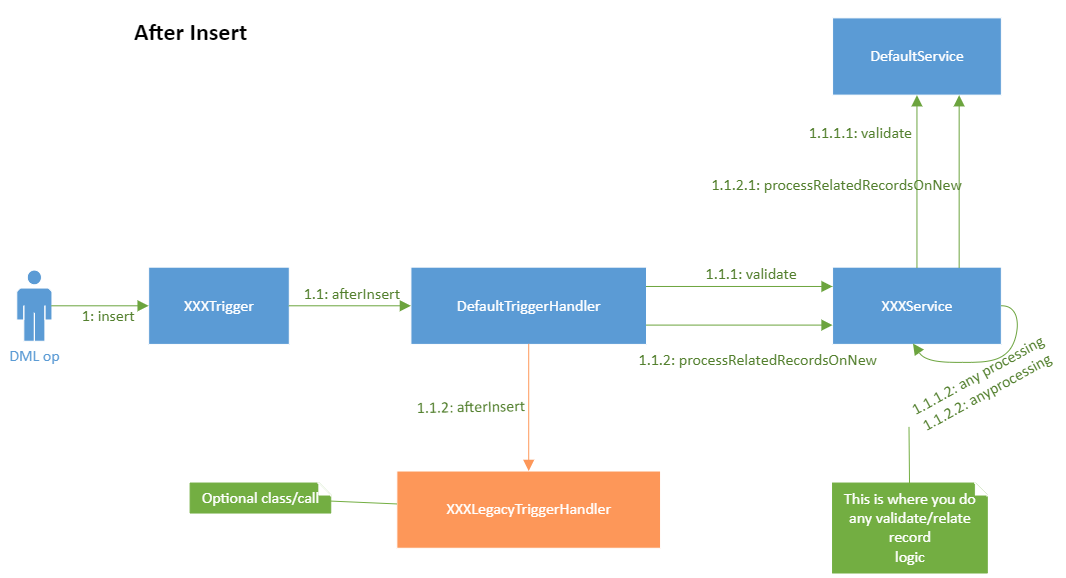 After Insert
DefaultService
1.1.1.1: validate
1.1.2.1: processRelatedRecordsOnNew
1.1.1: validate
XXXTrigger
1.1: afterInsert
DefaultTriggerHandler
XXXService
1: insert
DML op
1.1.2: processRelatedRecordsOnNew
1.1.1.2: any processing
1.1.2.2: anyprocessing
1.1.2: afterInsert
Optional class/call
XXXLegacyTriggerHandler
This is where you do
any validate/relate
record
logic